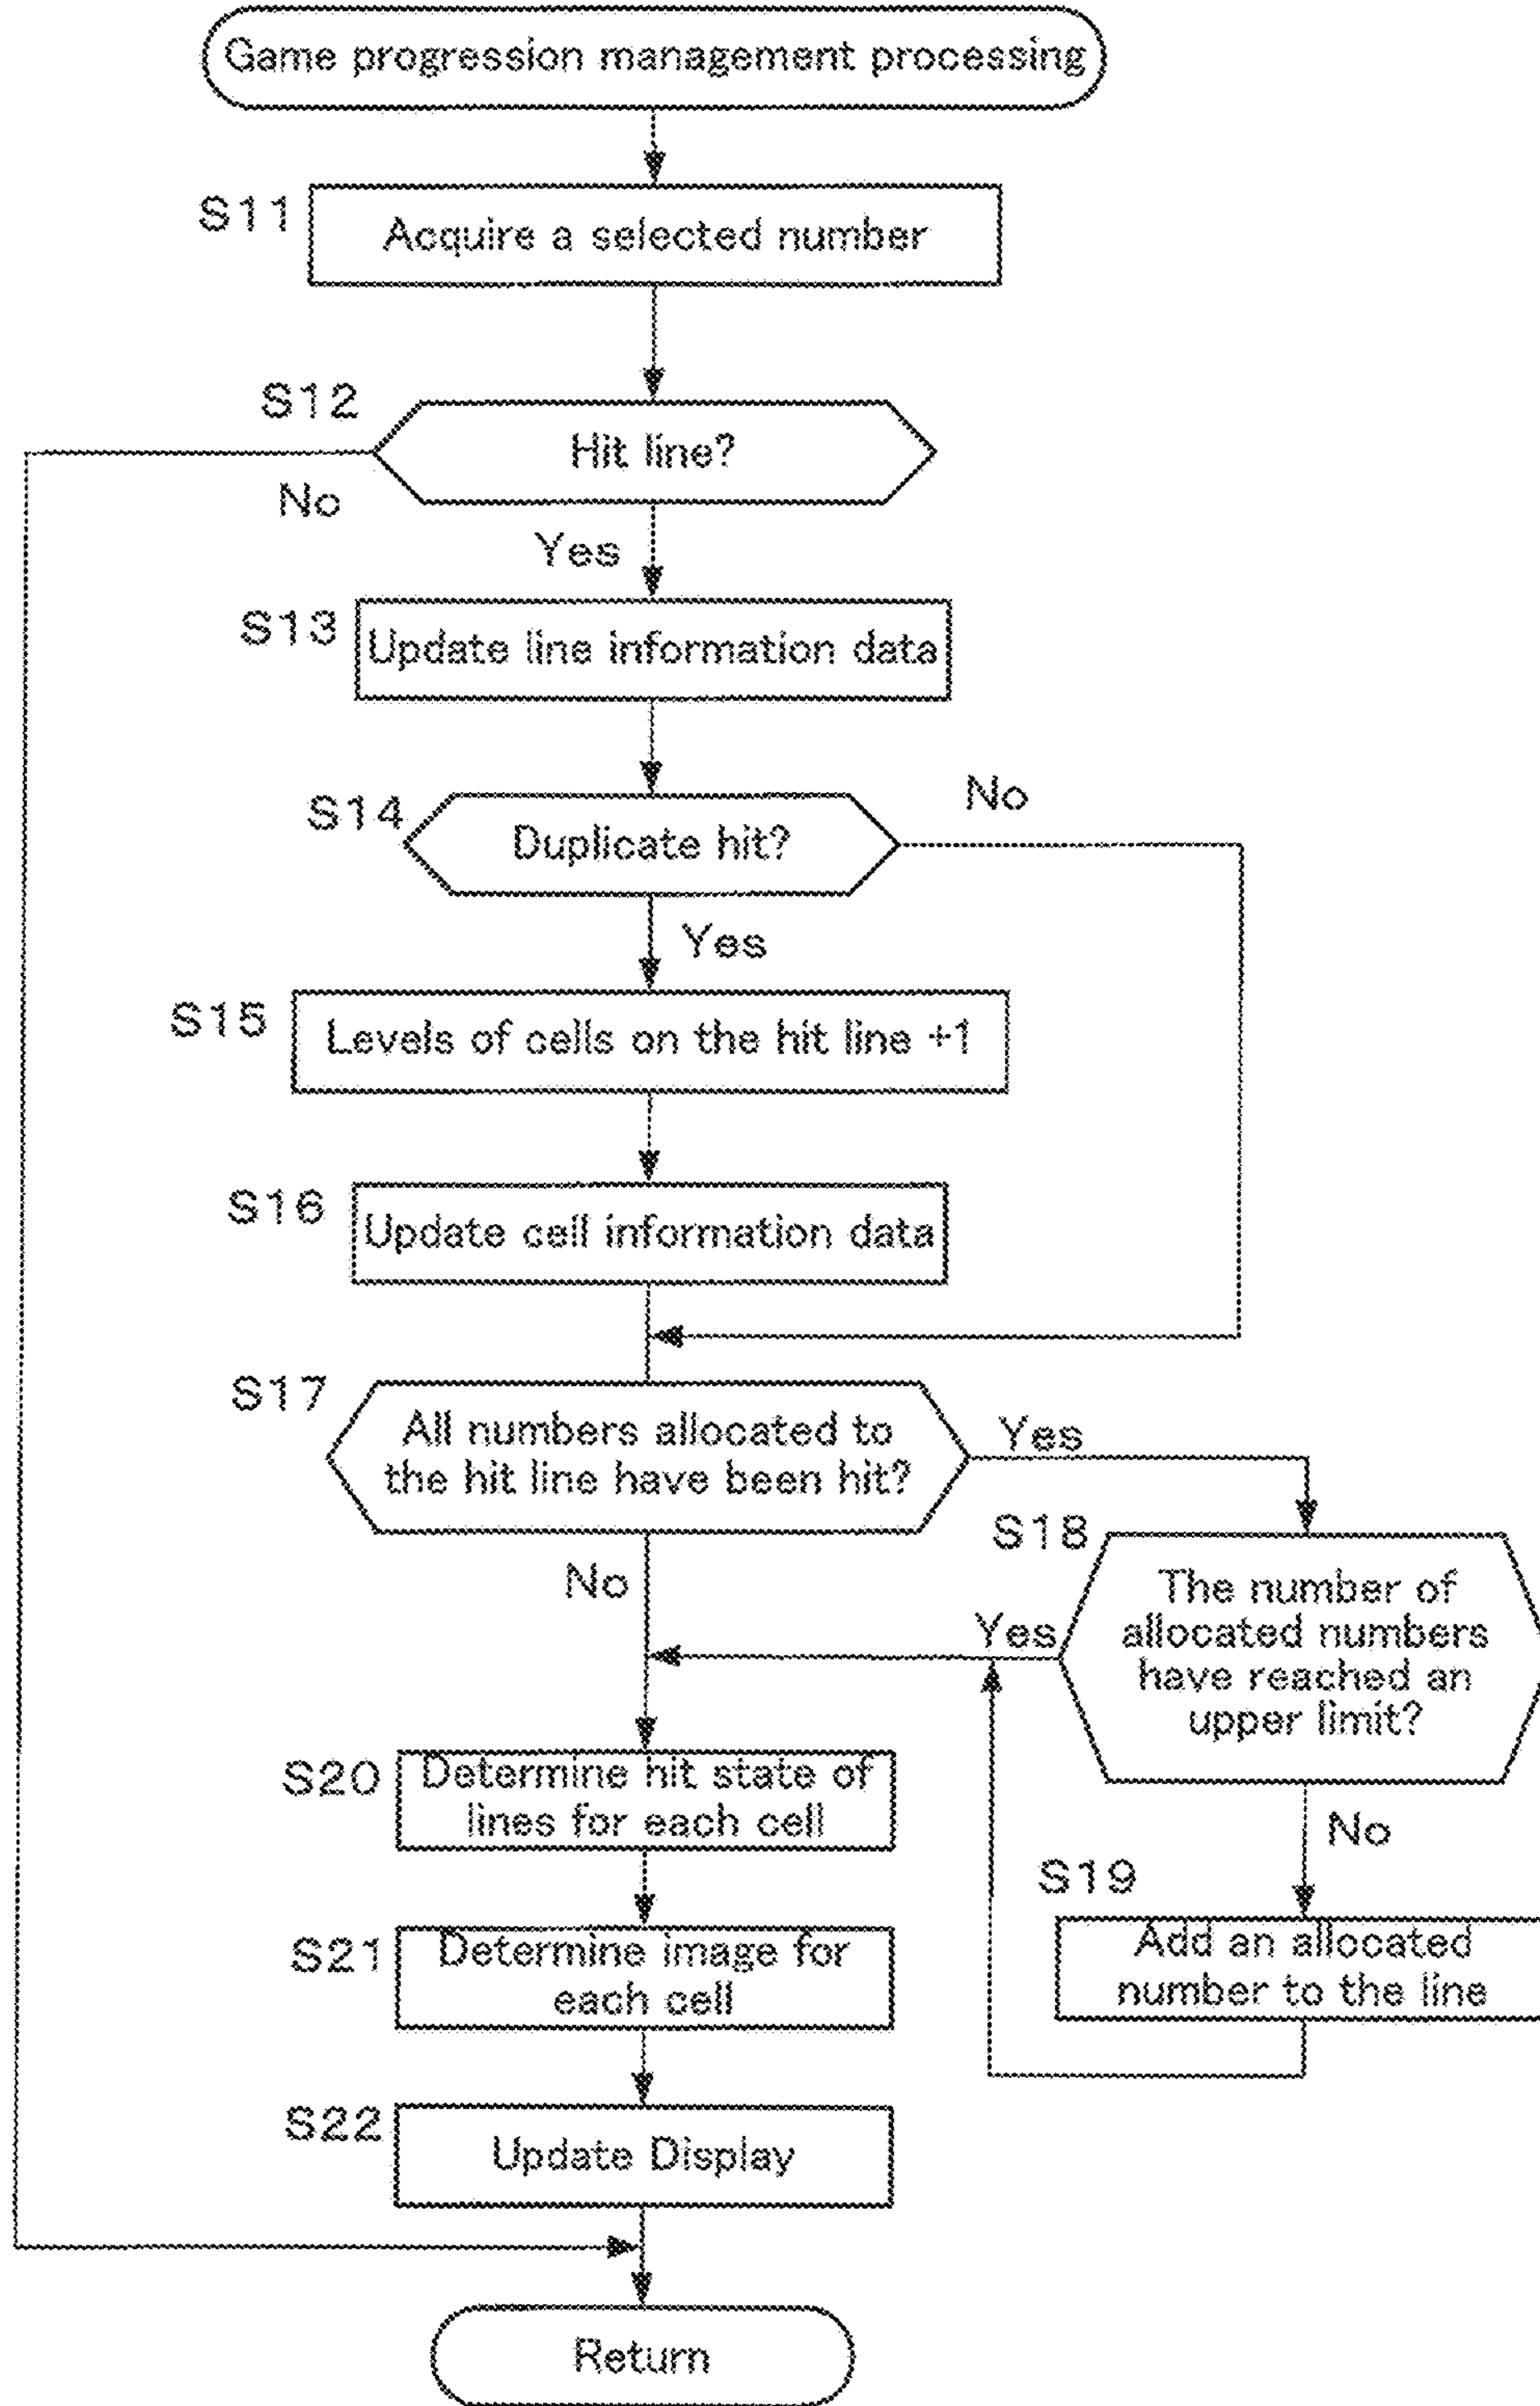 Game progression management processing
S11
Acquire a selected number
S12
Hit line?
No
Yes
S13
Update line information data
S14
Duplicate hit?
No
Yes
S15
Levels of cells on the hit line +1
S16
Update cell information data
S17
All numbers allocated to
the hit line have been hit?
Yes
No
S18
The number of
allocated numbers
have reached an
upper limit?
Yes
No
S19
Add an allocated
number to the line
S20
Determine hit state of
lines for each cell
S21
Determine image for
each cell
S22
Update Display
Return